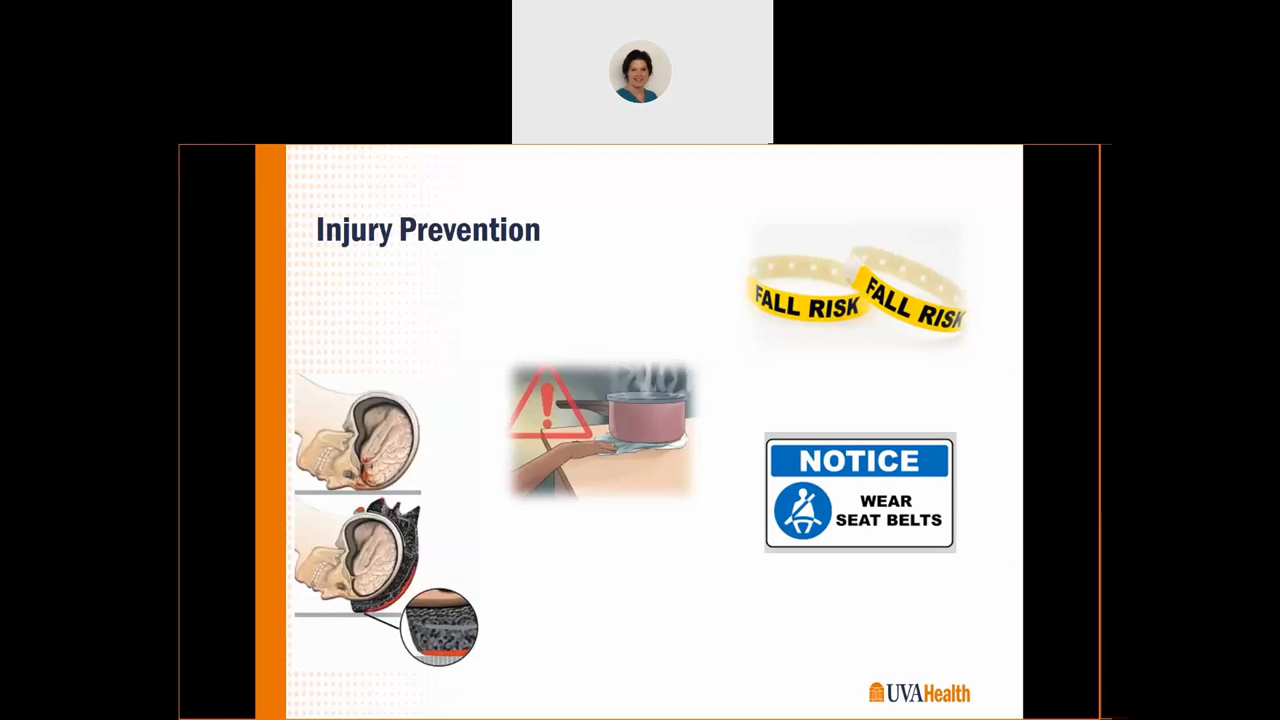 Injury Prevention
FALL RISK
FALL RISK
NOTICE
WEAR
SEAT BELTS
UVAHealth